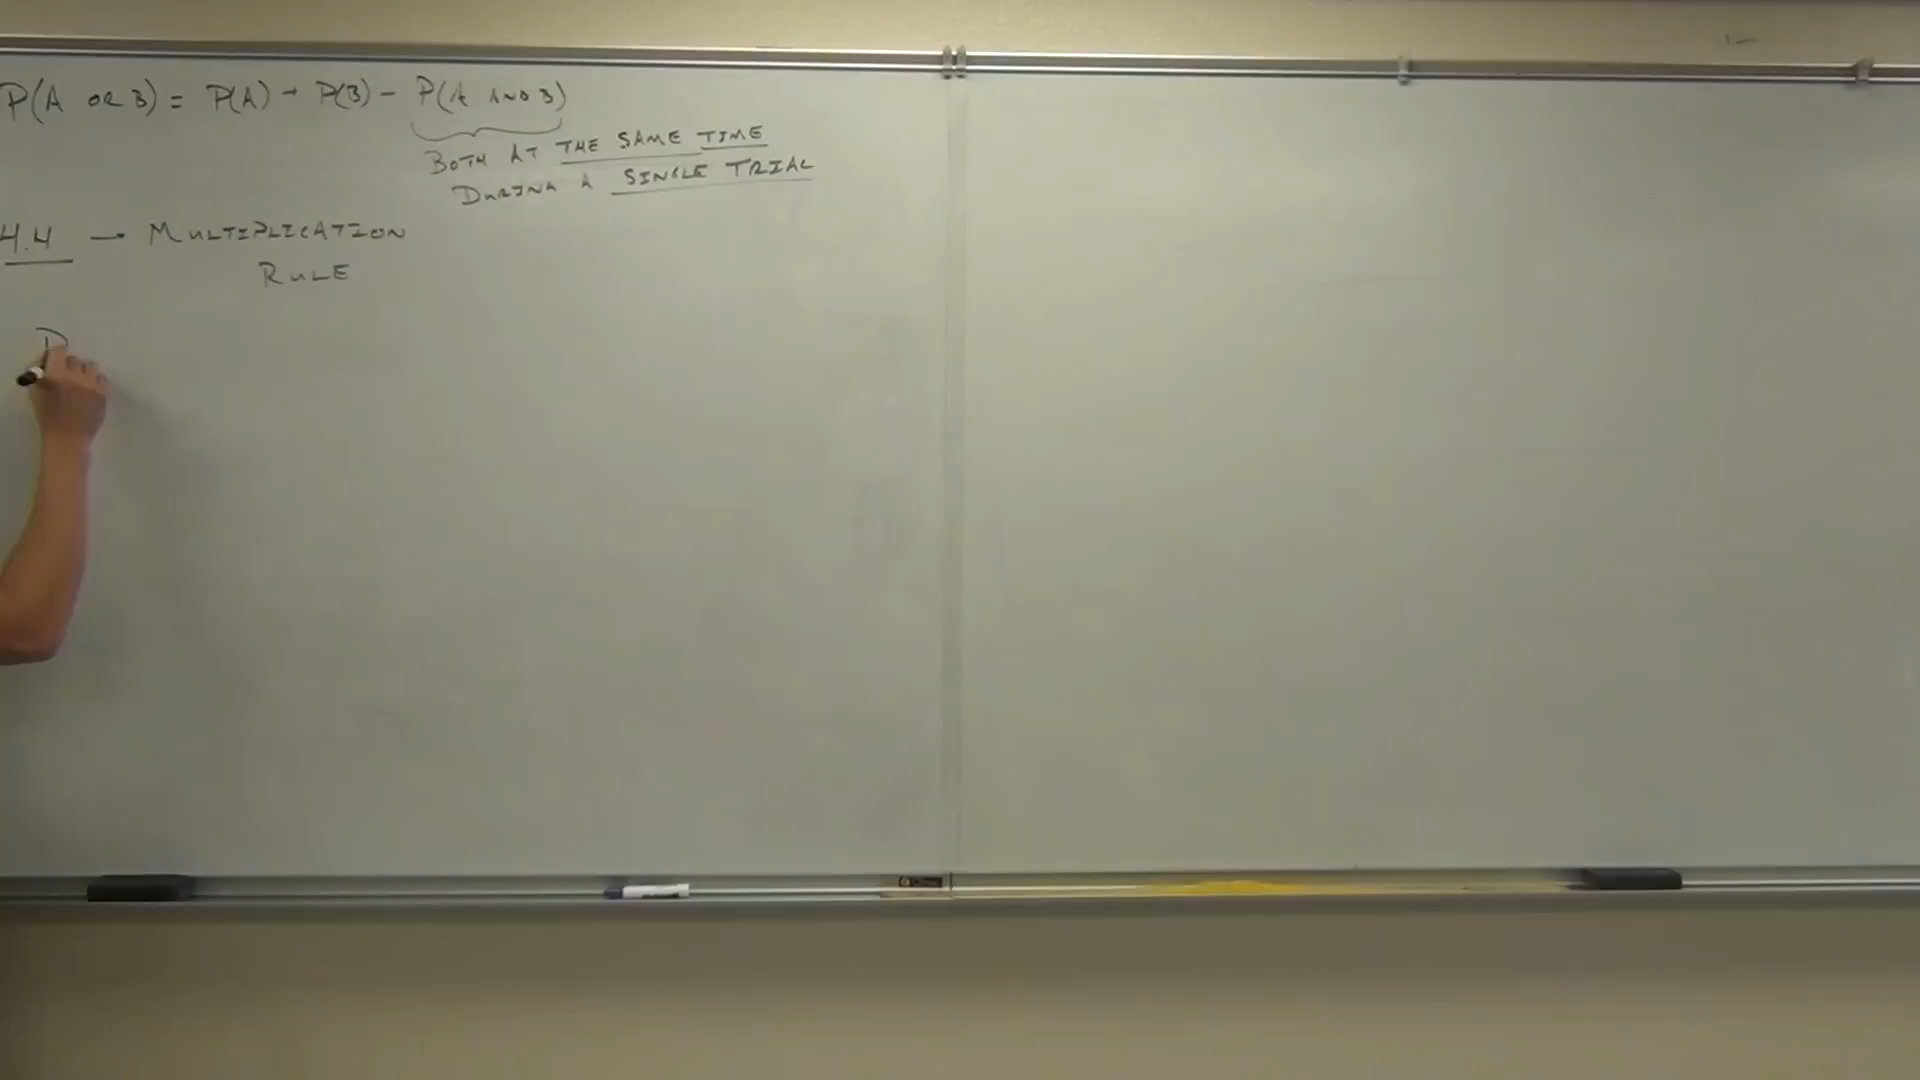 P(A OR B) = P(A) + P(B) - P(A AND B)
BOTH AT THE SAME TIME
DURING A SINGLE TRIAL
4.4 → MULTIPLICATION
RULE
P